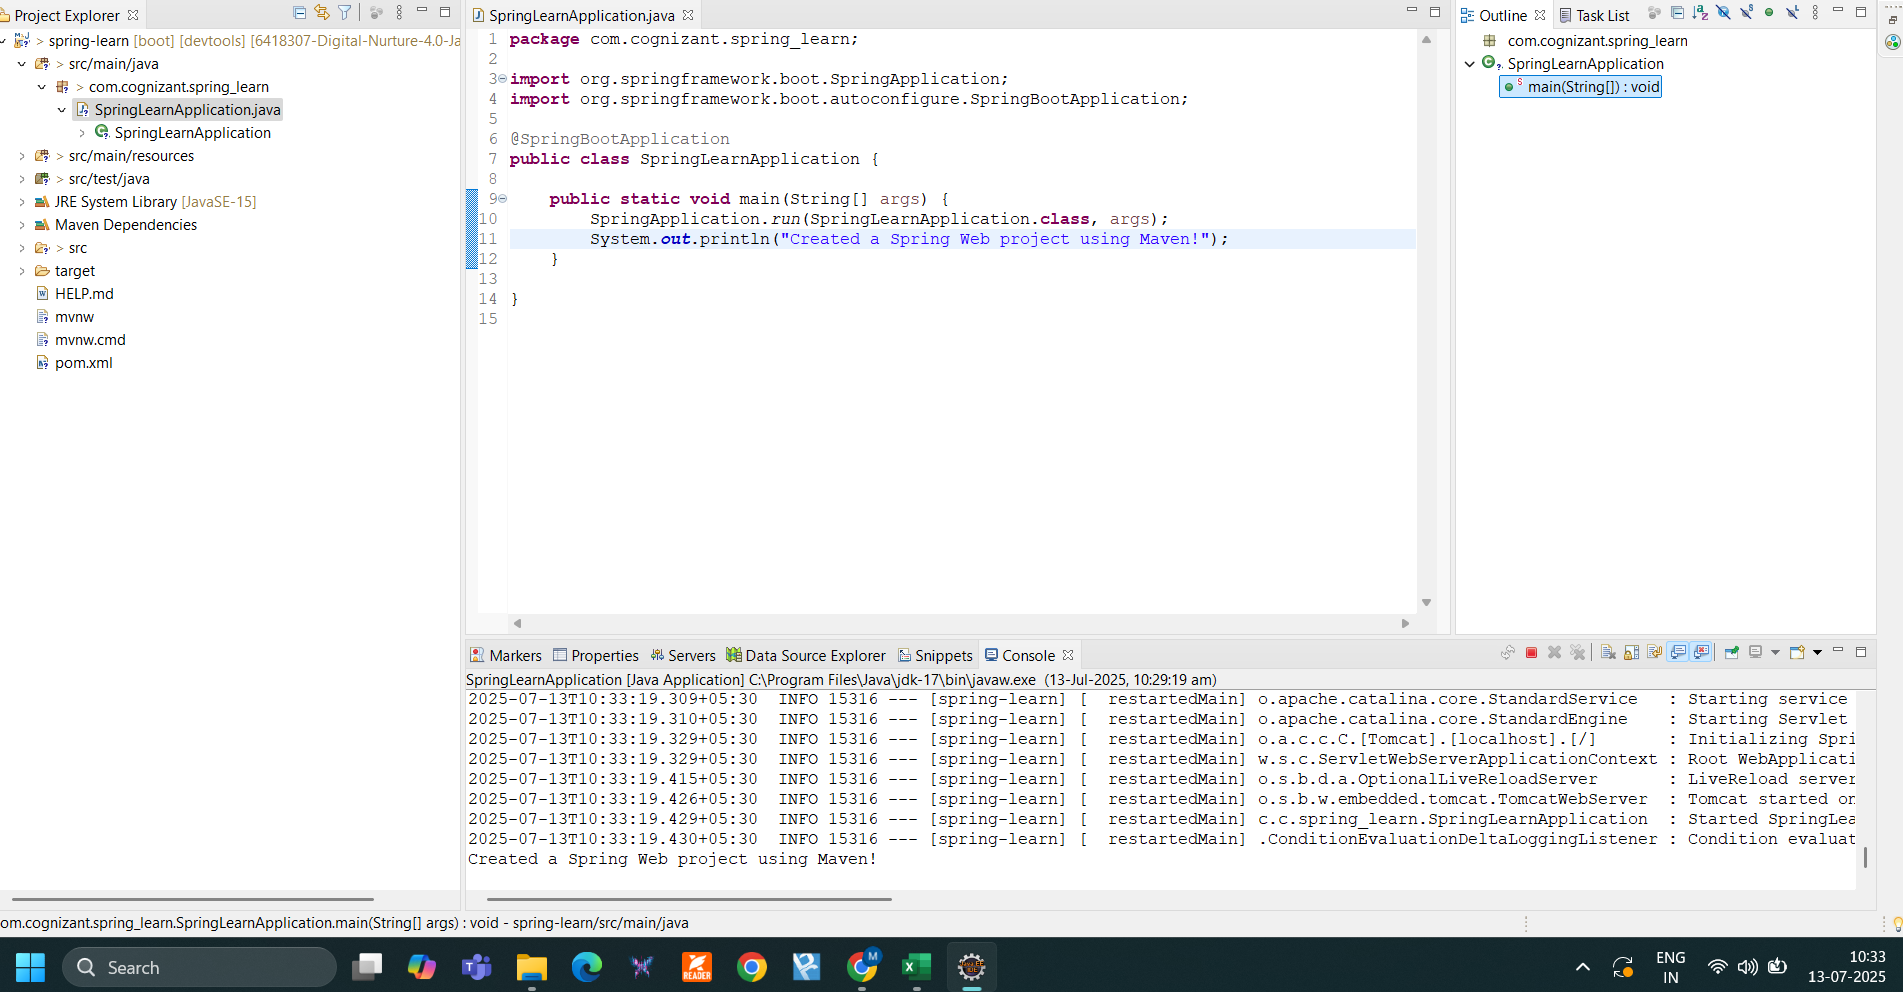 Project Explorer
spring-learn [boot] [devtools] [6418307-Digital-Nurture-4.0-Ja
src/main/java
com.cognizant.spring_learn
SpringLearnApplication.java
SpringLearnApplication
src/main/resources
src/test/java
JRE System Library [JavaSE-15]
Maven Dependencies
src
target
HELP.md
mvnw
mvnw.cmd
pom.xml
SpringLearnApplication.java
1 package com.cognizant.spring_learn;
2
3 import org.springframework.boot.SpringApplication;
4 import org.springframework.boot.autoconfigure.SpringBootApplication;
5
6 @SpringBootApplication
7 public class SpringLearnApplication {
8
9 public static void main(String[] args) {
10 SpringApplication.run(SpringLearnApplication.class, args);
11 System.out.println("Created a Spring Web project using Maven!");
12 }
13
14 }
15
Outline
Task List
com.cognizant.spring_learn
SpringLearnApplication
main(String[]) : void
Markers Properties Servers Data Source Explorer Snippets Console
SpringLearnApplication [Java Application] C:\Program Files\Java\jdk-17\bin\javaw.exe (13-Jul-2025, 10:29:19 am)
2025-07-13T10:33:19.309+05:30 INFO 15316 --- [spring-learn] [ restartedMain] o.apache.catalina.core.StandardService : Starting service
2025-07-13T10:33:19.310+05:30 INFO 15316 --- [spring-learn] [ restartedMain] o.apache.catalina.core.StandardEngine : Starting Servlet
2025-07-13T10:33:19.329+05:30 INFO 15316 --- [spring-learn] [ restartedMain] o.a.c.c.C.[Tomcat].[localhost].[/] : Initializing Spri
2025-07-13T10:33:19.329+05:30 INFO 15316 --- [spring-learn] [ restartedMain] w.s.c.ServletWebServerApplicationContext : Root WebApplicati
2025-07-13T10:33:19.415+05:30 INFO 15316 --- [spring-learn] [ restartedMain] o.s.b.d.a.OptionalLiveReloadServer : LiveReload server
2025-07-13T10:33:19.426+05:30 INFO 15316 --- [spring-learn] [ restartedMain] o.s.b.w.embedded.tomcat.TomcatWebServer : Tomcat started on
2025-07-13T10:33:19.429+05:30 INFO 15316 --- [spring-learn] [ restartedMain] c.c.spring_learn.SpringLearnApplication : Started SpringLea
2025-07-13T10:33:19.430+05:30 INFO 15316 --- [spring-learn] [ restartedMain] .ConditionEvaluationDeltaLoggingListener : Condition evaluat
Created a Spring Web project using Maven!
om.cognizant.spring_learn.SpringLearnApplication.main(String[] args) : void - spring-learn/src/main/java
Search
READER
M
ENG
IN
10:33
13-07-2025